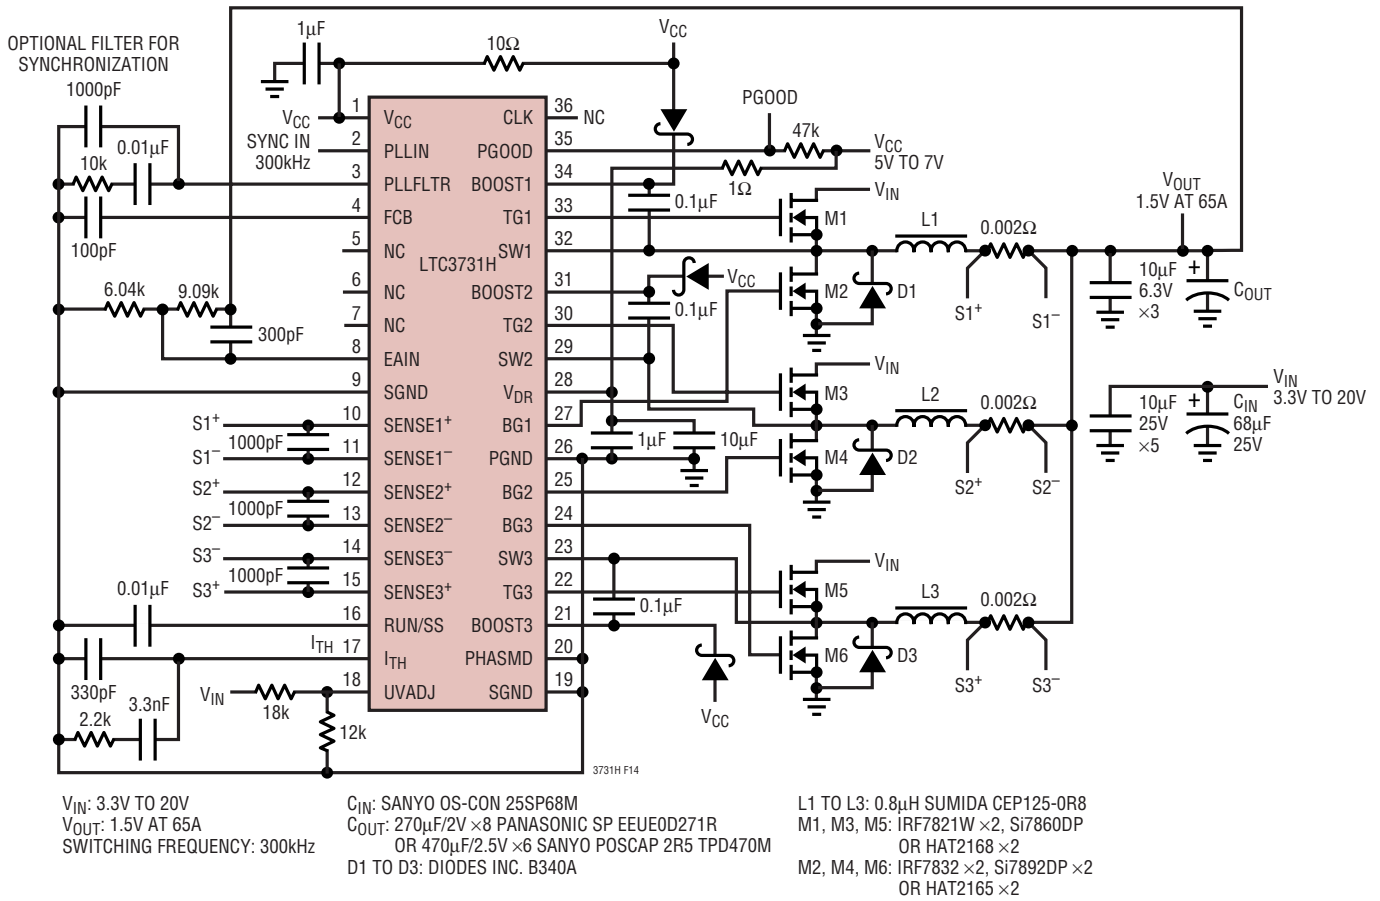 OPTIONAL FILTER FOR
SYNCHRONIZATION
1000pF
0.01µF
10k
100pF
1µF
10Ω
VCC
VCC
SYNC IN
300kHz
6.04k
9.09k
300pF
S1+
1000pF
S1–
S2+
1000pF
S2–
S3–
1000pF
S3+
0.01µF
ITH
330pF
2.2k
3.3nF
VIN
18k
12k
LTC3731H
1 VCC
2 PLLIN
3 PLLFLTR
4 FCB
5 NC
6 NC
7 NC
8 EAIN
9 SGND
10 SENSE1+
11 SENSE1–
12 SENSE2+
13 SENSE2–
14 SENSE3–
15 SENSE3+
16 RUN/SS
17 ITH
18 UVADJ
CLK 36 NC
PGOOD 35
BOOST1 34
TG1 33
SW1 32
BOOST2 31
TG2 30
SW2 29
VDR 28
BG1 27
PGND 26
BG2 25
BG3 24
SW3 23
TG3 22
BOOST3 21
PHASMD 20
SGND 19
PGOOD
47k
VCC
5V TO 7V
1Ω
0.1µF
VCC
0.1µF
1µF
10µF
0.1µF
VCC
VIN
M1
M2
D1
L1
0.002Ω
S1+
S1–
VIN
M3
M4
D2
L2
0.002Ω
S2+
S2–
VIN
M5
M6
D3
L3
0.002Ω
S3+
S3–
VOUT
1.5V AT 65A
10µF
6.3V
×3
+
COUT
VIN
3.3V TO 20V
10µF
25V
×5
+
CIN
68µF
25V
3731H F14
VIN: 3.3V TO 20V
VOUT: 1.5V AT 65A
SWITCHING FREQUENCY: 300kHz
CIN: SANYO OS-CON 25SP68M
COUT: 270µF/2V ×8 PANASONIC SP EEUE0D271R
OR 470µF/2.5V ×6 SANYO POSCAP 2R5 TPD470M
D1 TO D3: DIODES INC. B340A
L1 TO L3: 0.8µH SUMIDA CEP125-0R8
M1, M3, M5: IRF7821W ×2, Si7860DP
OR HAT2168 ×2
M2, M4, M6: IRF7832 ×2, Si7892DP ×2
OR HAT2165 ×2